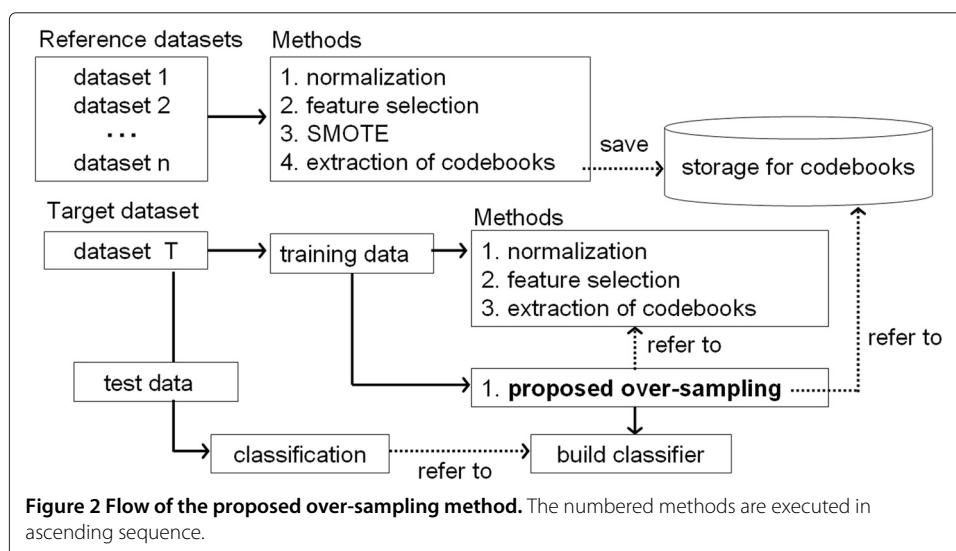 Reference datasets
dataset 1
dataset 2
...
dataset n
Methods
1. normalization
2. feature selection
3. SMOTE
4. extraction of codebooks
save
storage for codebooks
Target dataset
dataset T
training data
Methods
1. normalization
2. feature selection
3. extraction of codebooks
refer to
refer to
test data
1. proposed over-sampling
classification
refer to
build classifier
Figure 2 Flow of the proposed over-sampling method. The numbered methods are executed in
ascending sequence.